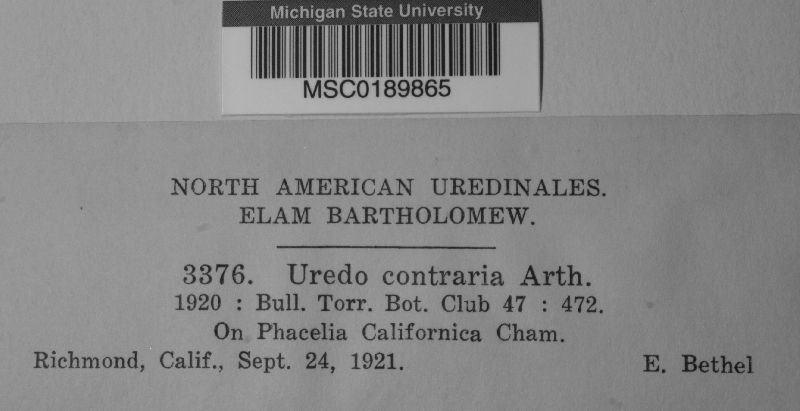 Michigan State University
MSC0189865
NORTH AMERICAN UREDINALES.
ELAM BARTHOLOMEW.
3376. Uredo contraria Arth.
1920 : Bull. Torr. Bot. Club 47 : 472.
On Phacelia Californica Cham.
Richmond, Calif., Sept. 24, 1921. E. Bethel